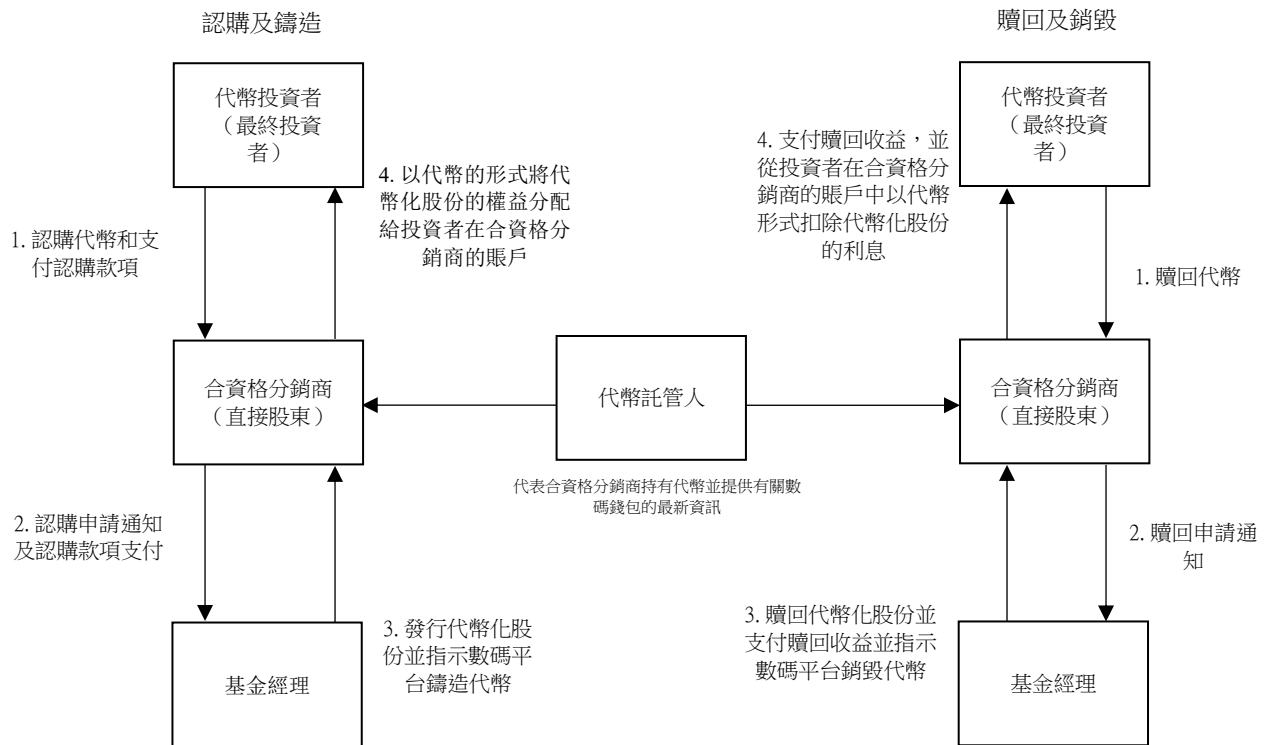 認購及鑄造
贖回及銷毀
代幣投資者
（最終投資
者）
代幣投資者
（最終投資
者）
4. 以代幣的形式將代
幣化股份的權益分配
給投資者在合資格分
銷商的賬戶
4. 支付贖回收益，並
從投資者在合資格分
銷商的賬戶中以代幣
形式扣除代幣化股份
的利息
1. 認購代幣和支
付認購款項
1. 贖回代幣
合資格分銷商
（直接股東）
代幣託管人
合資格分銷商
（直接股東）
代表合資格分銷商持有代幣並提供有關數
碼錢包的最新資訊
2. 認購申請通知
及認購款項支付
2. 贖回申請通
知
3. 發行代幣化股
份並指示數碼平
台鑄造代幣
3. 贖回代幣化股份並
支付贖回收益並指示
數碼平台銷毀代幣
基金經理
基金經理